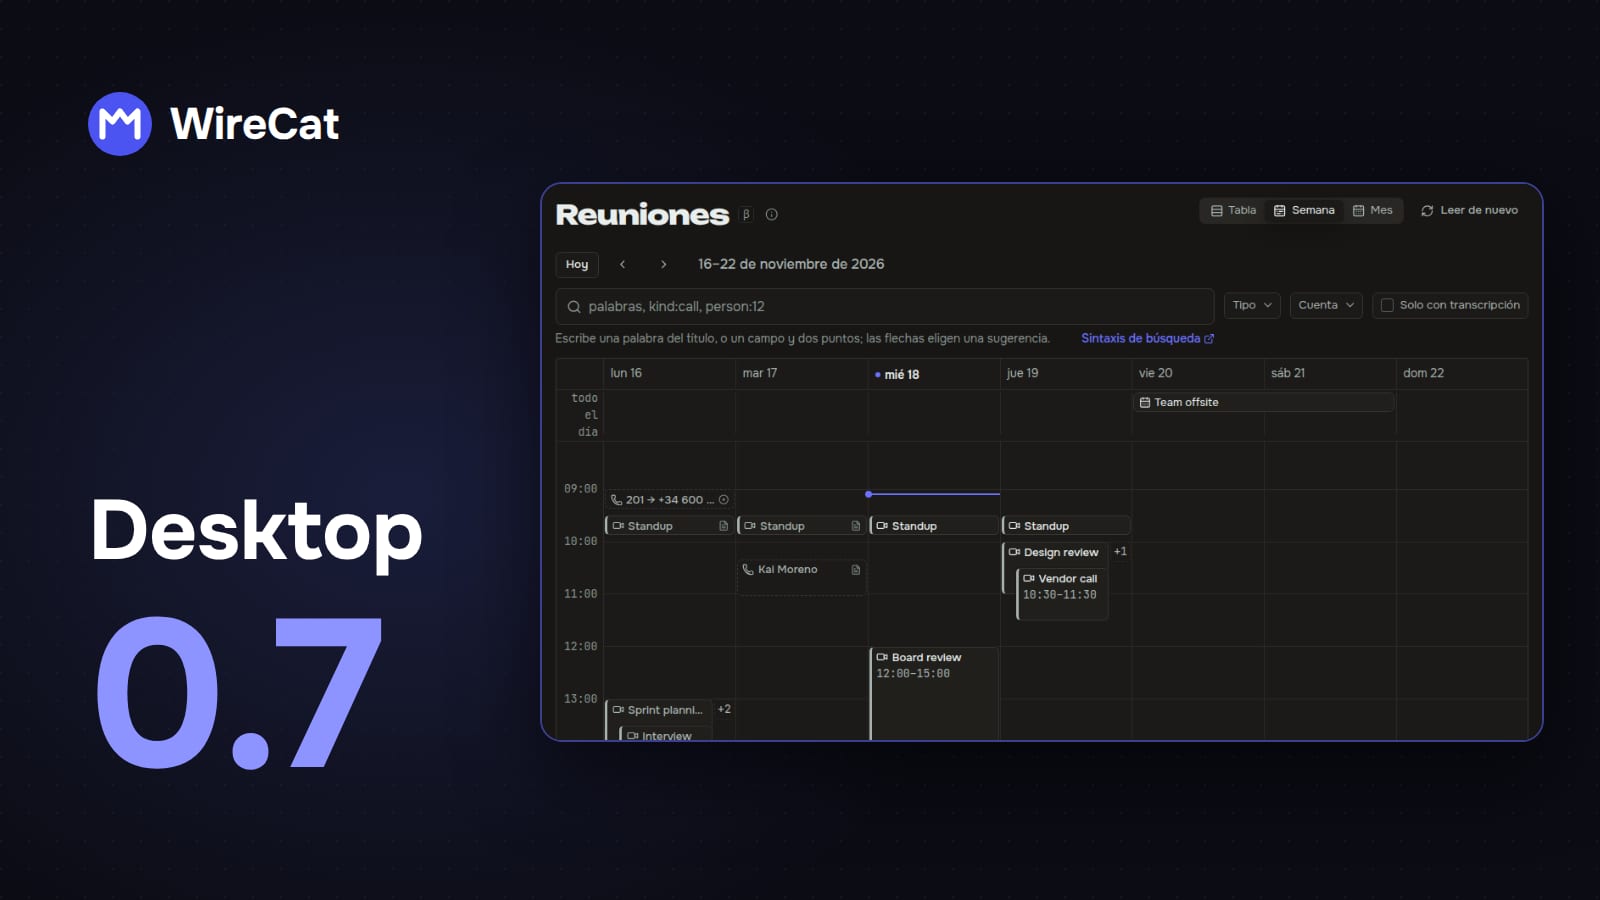 WireCat
Desktop
0.7
Reuniones β
Tabla Semana Mes Leer de nuevo
Hoy 16–22 de noviembre de 2026
palabras, kind:call, person:12
Tipo Cuenta Solo con transcripción
Escribe una palabra del título, o un campo y dos puntos; las flechas eligen una sugerencia. Sintaxis de búsqueda
lun 16 mar 17 mié 18 jue 19 vie 20 sáb 21 dom 22
todo
el
día
Team offsite
09:00
201 → +34 600 ...
Standup Standup Standup Standup
10:00
Design review +1
Kai Moreno
Vendor call
10:30–11:30
11:00
12:00
Board review
12:00–15:00
13:00
Sprint planni... +2
Interview